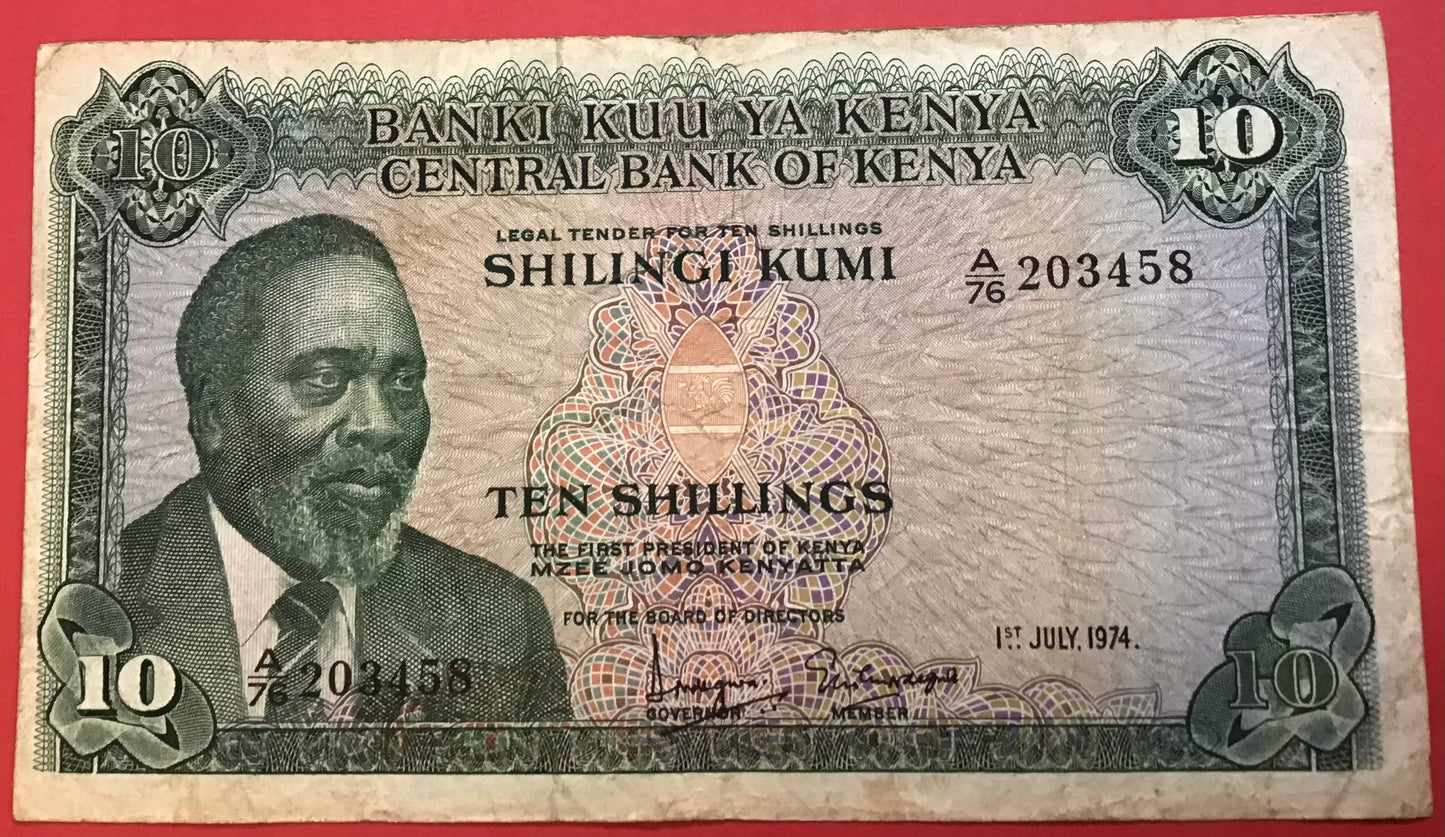 10
BANKI KUU YA KENYA
10
CENTRAL BANK OF KENYA
LEGAL TENDER FOR TEN SHILLINGS
SHILINGI KUMI
A/76 203458
TEN SHILLINGS
THE FIRST PRESIDENT OF KENYA
MZEE JOMO KENYATTA
FOR THE BOARD OF DIRECTORS
1ST JULY, 1974.
A/76 203458
10
GOVERNOR
MEMBER
10